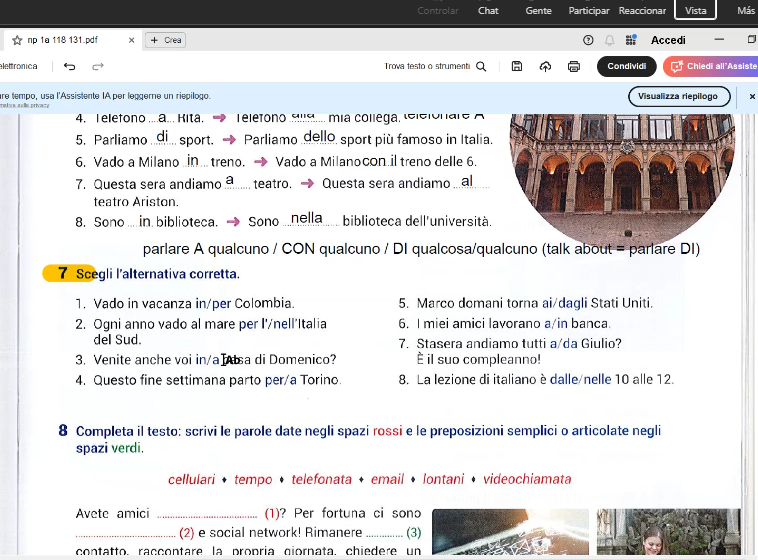 Controlar Chat Gente Participar Reaccionar Vista Más
np 1a 118 131.pdf × + Crea Accedi
elettronica Trova testo o strumenti Condividi Chiedi all'Assiste
are tempo, usa l'Assistente IA per leggerne un riepilogo. Visualizza riepilogo ×
4. Telefono ...a... Rita. Telefono alla mia collega. telefonare A
5. Parliamo di sport. Parliamo dello sport più famoso in Italia.
6. Vado a Milano in treno. Vado a Milano con il treno delle 6.
7. Questa sera andiamo a teatro. Questa sera andiamo al
teatro Ariston.
8. Sono in biblioteca. Sono nella biblioteca dell'università.
parlare A qualcuno / CON qualcuno / DI qualcosa/qualcuno (talk about = parlare DI)
7 Scegli l'alternativa corretta.
1. Vado in vacanza in/per Colombia.
2. Ogni anno vado al mare per l'/nell'Italia
del Sud.
3. Venite anche voi in/a casa di Domenico?
4. Questo fine settimana parto per/a Torino.
5. Marco domani torna ai/dagli Stati Uniti.
6. I miei amici lavorano a/in banca.
7. Stasera andiamo tutti a/da Giulio?
È il suo compleanno!
8. La lezione di italiano è dalle/nelle 10 alle 12.
8 Completa il testo: scrivi le parole date negli spazi rossi e le preposizioni semplici o articolate negli
spazi verdi.
cellulari ♦ tempo ♦ telefonata ♦ email ♦ lontani ♦ videochiamata
Avete amici .................... (1)? Per fortuna ci sono
.................... (2) e social network! Rimanere ............ (3)
contatto, raccontare la propria giornata, chiedere un